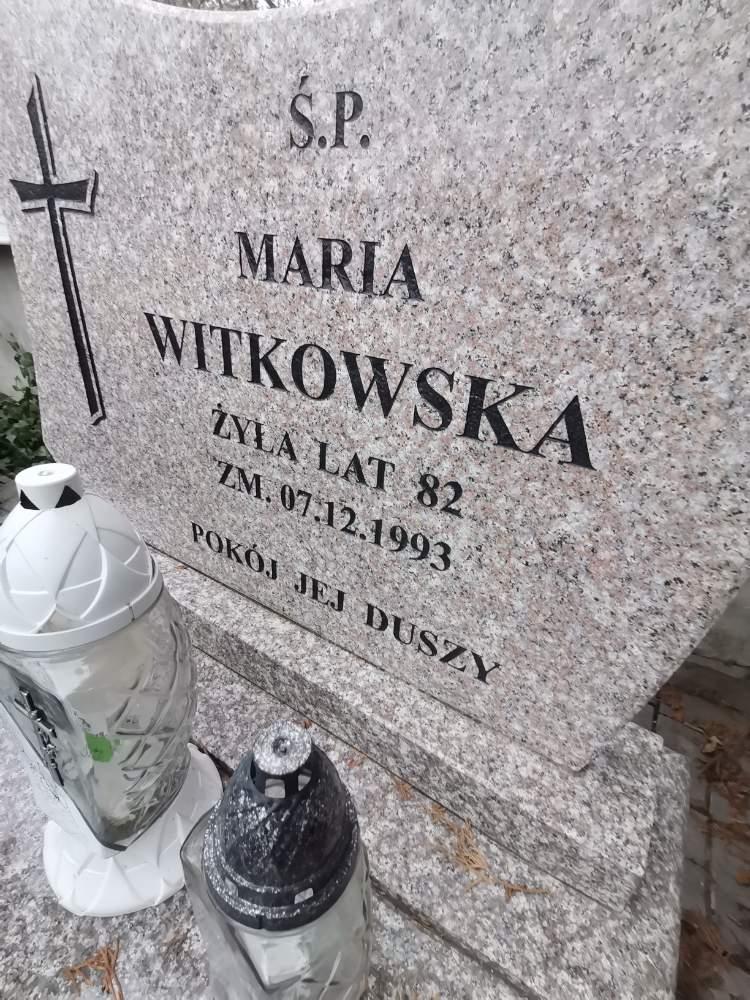 Ś.P.
MARIA
WITKOWSKA
ŻYŁA LAT 82
ZM. 07.12.1993
POKÓJ JEJ DUSZY